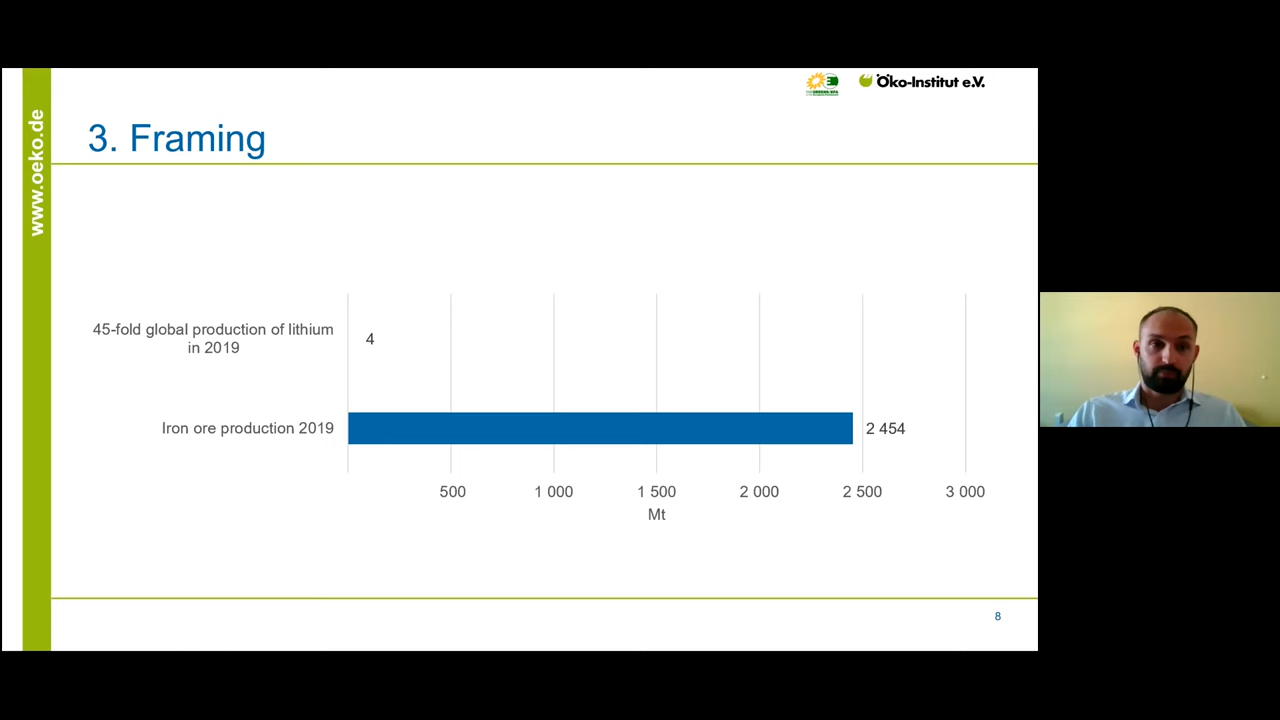 Öko-Institut e.V.
www.oeko.de
3. Framing
45-fold global production of lithium
in 2019
4
Iron ore production 2019
2 454
500 1 000 1 500 2 000 2 500 3 000
Mt
8